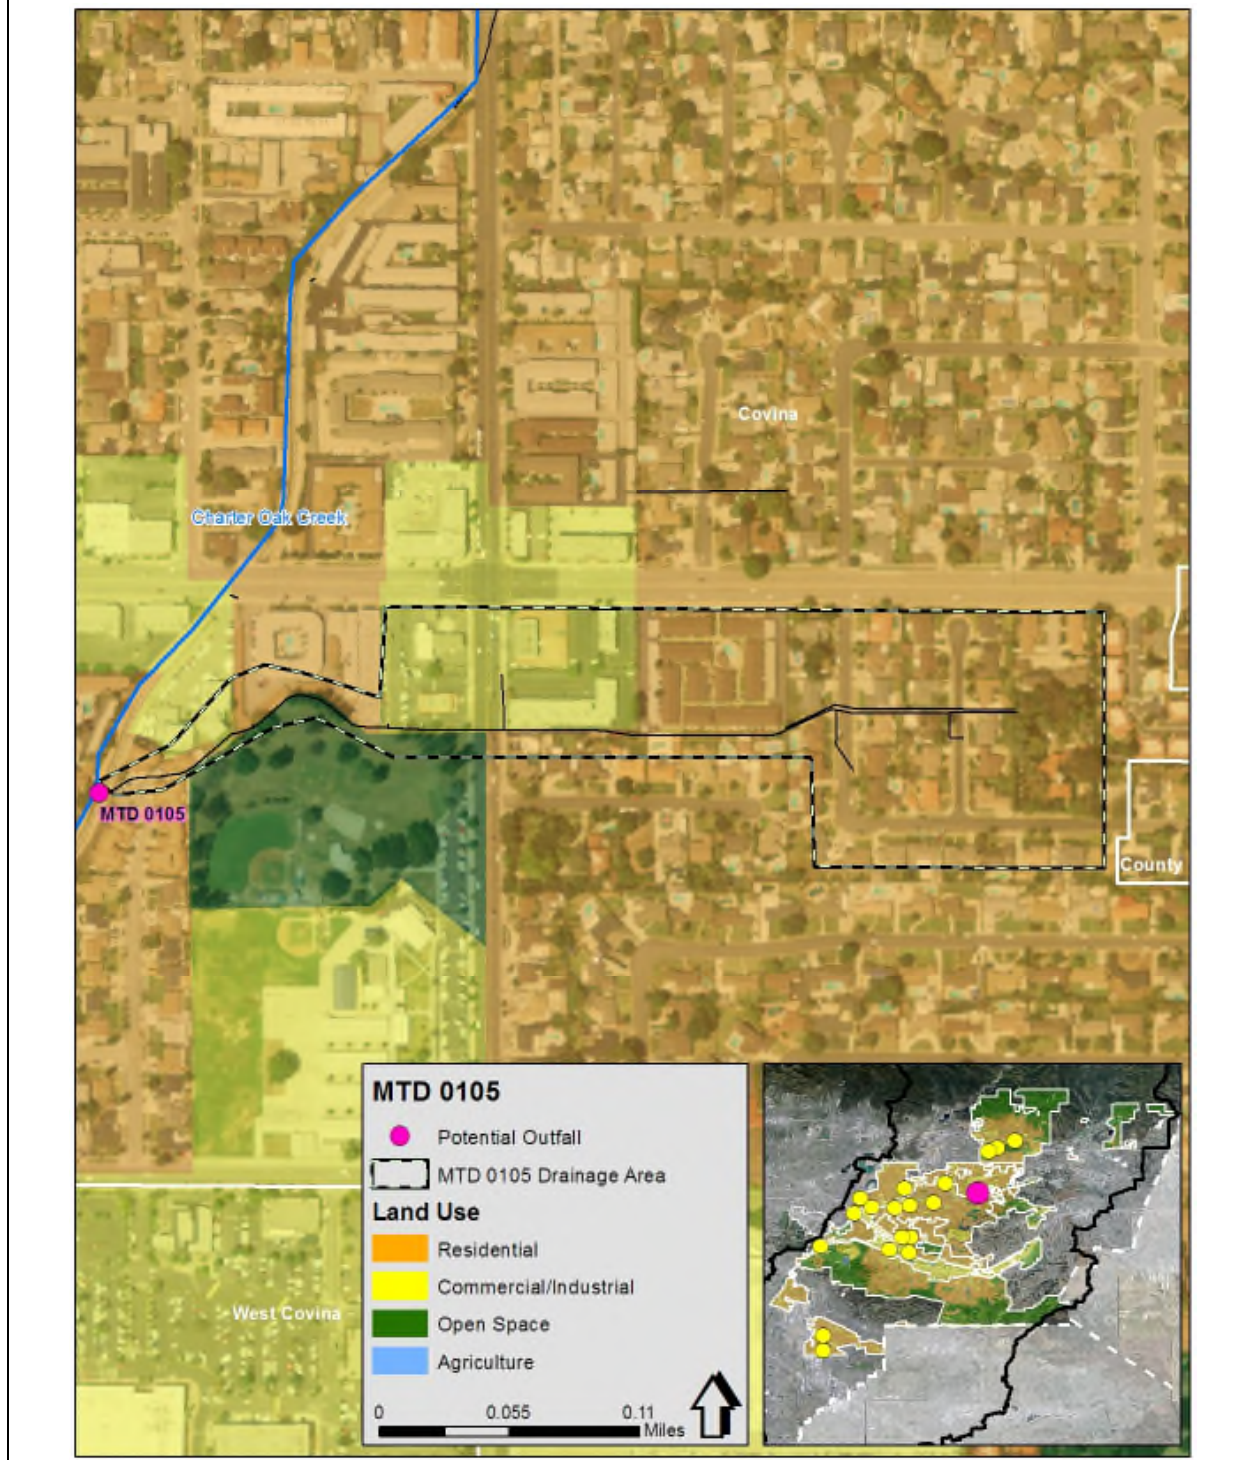 Covina
Charter Oak Creek
MTD 0105
County
West Covina
MTD 0105
Potential Outfall
MTD 0105 Drainage Area
Land Use
Residential
Commercial/Industrial
Open Space
Agriculture
0 0.055 0.11
Miles